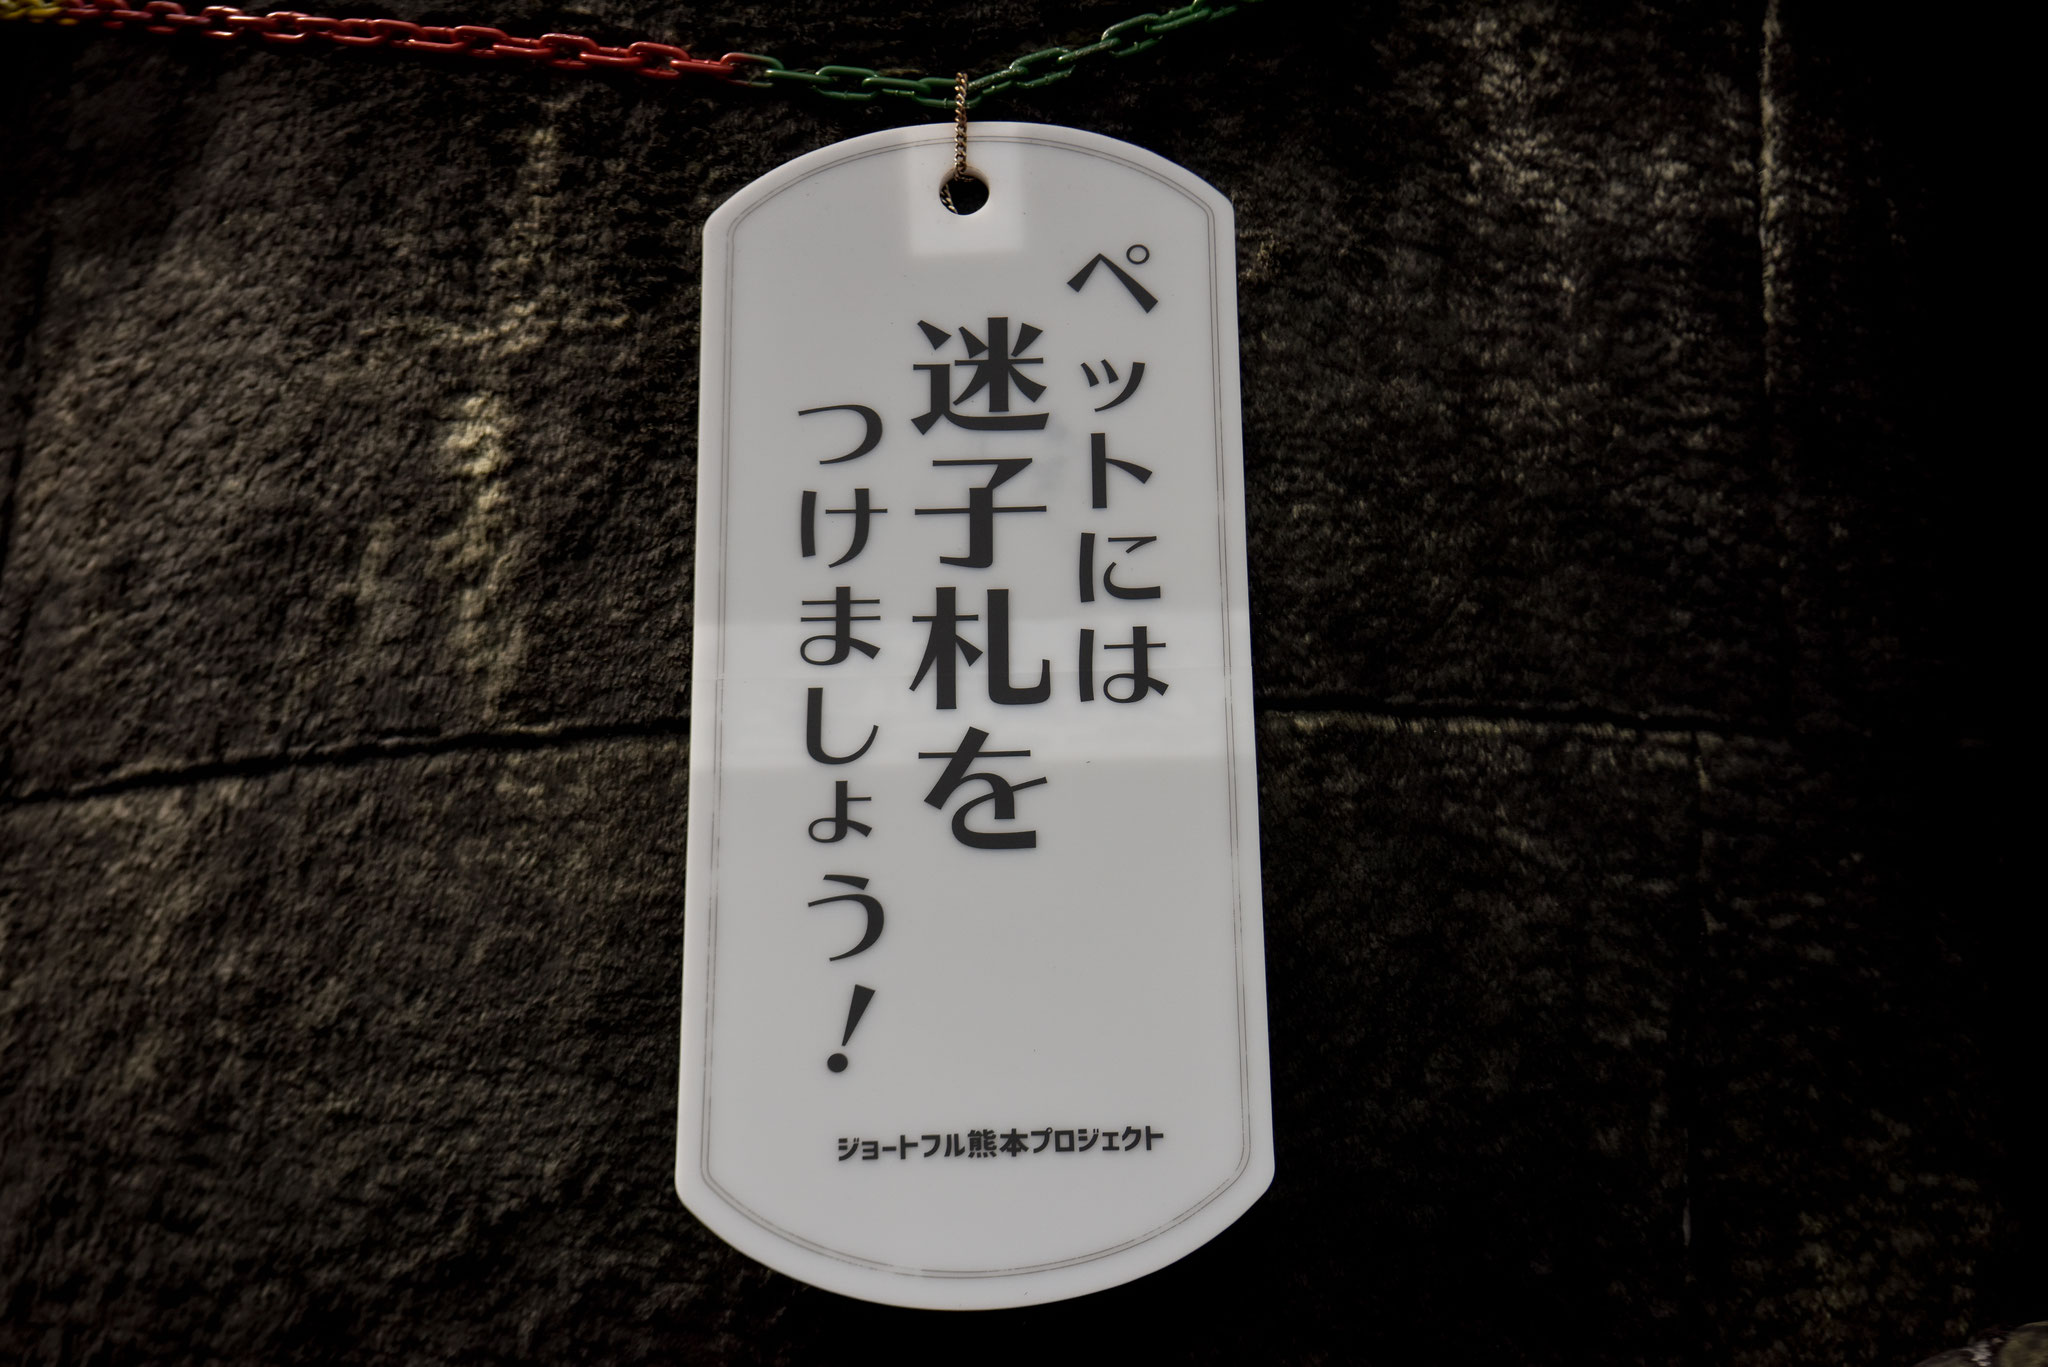 ペットには
迷子札を
つけましょう！
ジョートフル熊本プロジェクト